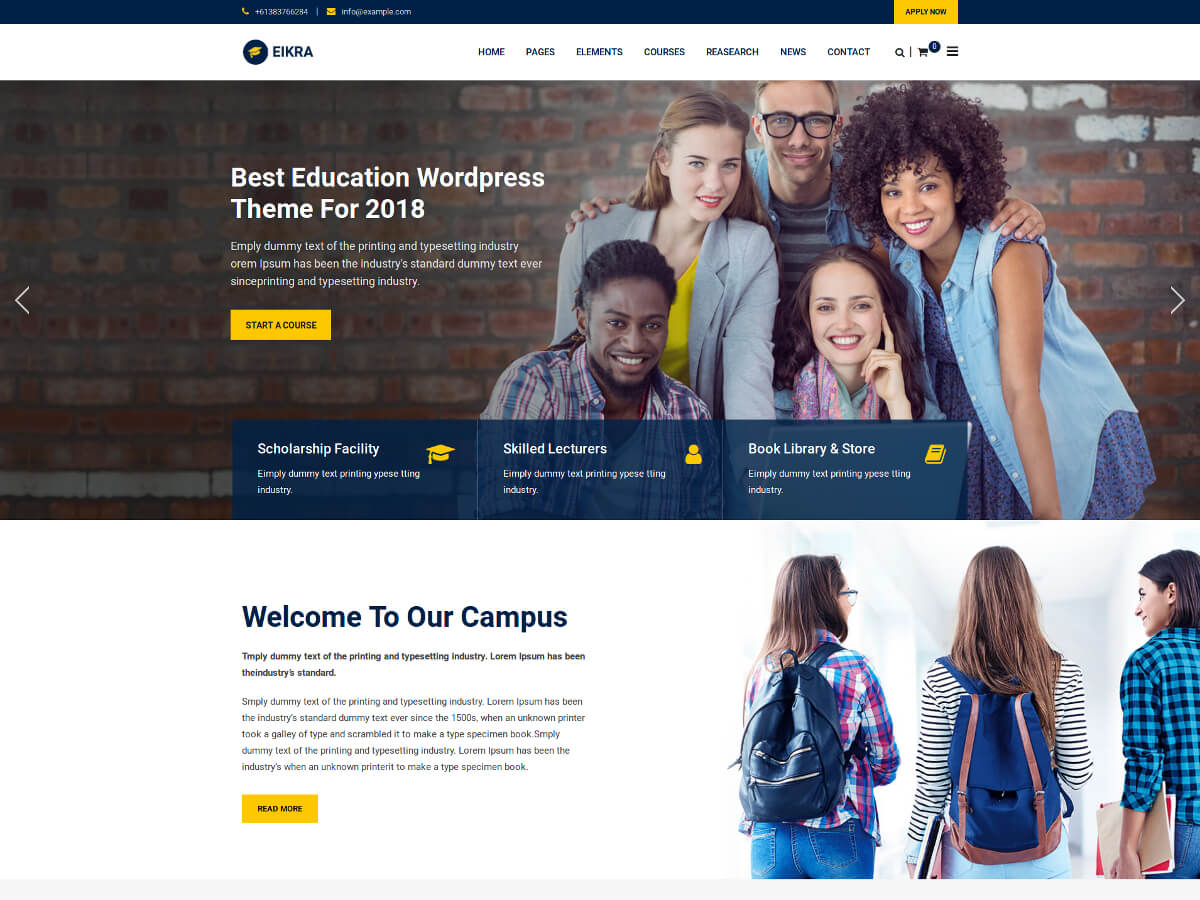 +61383766284 | info@example.com
APPLY NOW
EIKRA
HOME PAGES ELEMENTS COURSES REASEARCH NEWS CONTACT
0
Best Education Wordpress
Theme For 2018
Emply dummy text of the printing and typesetting industry
orem Ipsum has been the industry's standard dummy text ever
sinceprinting and typesetting industry.
START A COURSE
Scholarship Facility
Eimply dummy text printing ypese tting
industry.
Skilled Lecturers
Eimply dummy text printing ypese tting
industry.
Book Library & Store
Eimply dummy text printing ypese tting
industry.
Welcome To Our Campus
Tmply dummy text of the printing and typesetting industry. Lorem Ipsum has been
theindustry's standard.
Smply dummy text of the printing and typesetting industry. Lorem Ipsum has been
the industry's standard dummy text ever since the 1500s, when an unknown printer
took a galley of type and scrambled it to make a type specimen book.Smply
dummy text of the printing and typesetting industry. Lorem Ipsum has been the
industry's when an unknown printerit to make a type specimen book.
READ MORE